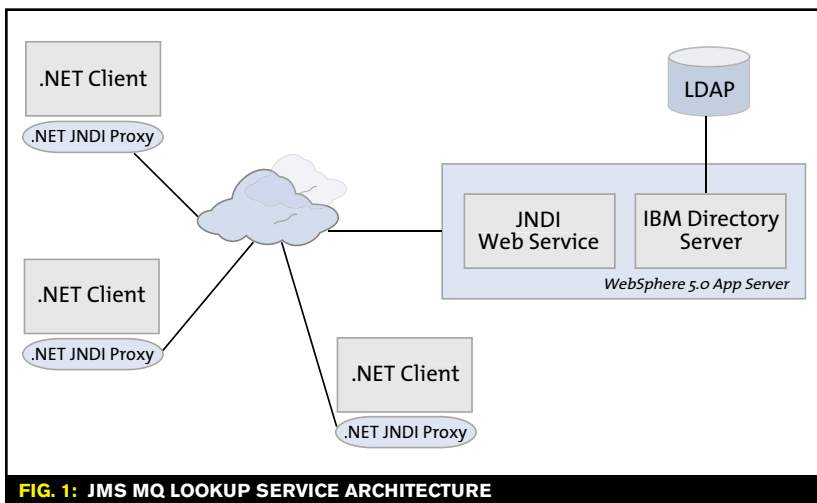 .NET Client
.NET JNDI Proxy
LDAP
JNDI
Web Service
IBM Directory
Server
WebSphere 5.0 App Server
.NET Client
.NET JNDI Proxy
.NET Client
.NET JNDI Proxy
FIG. 1: JMS MQ LOOKUP SERVICE ARCHITECTURE